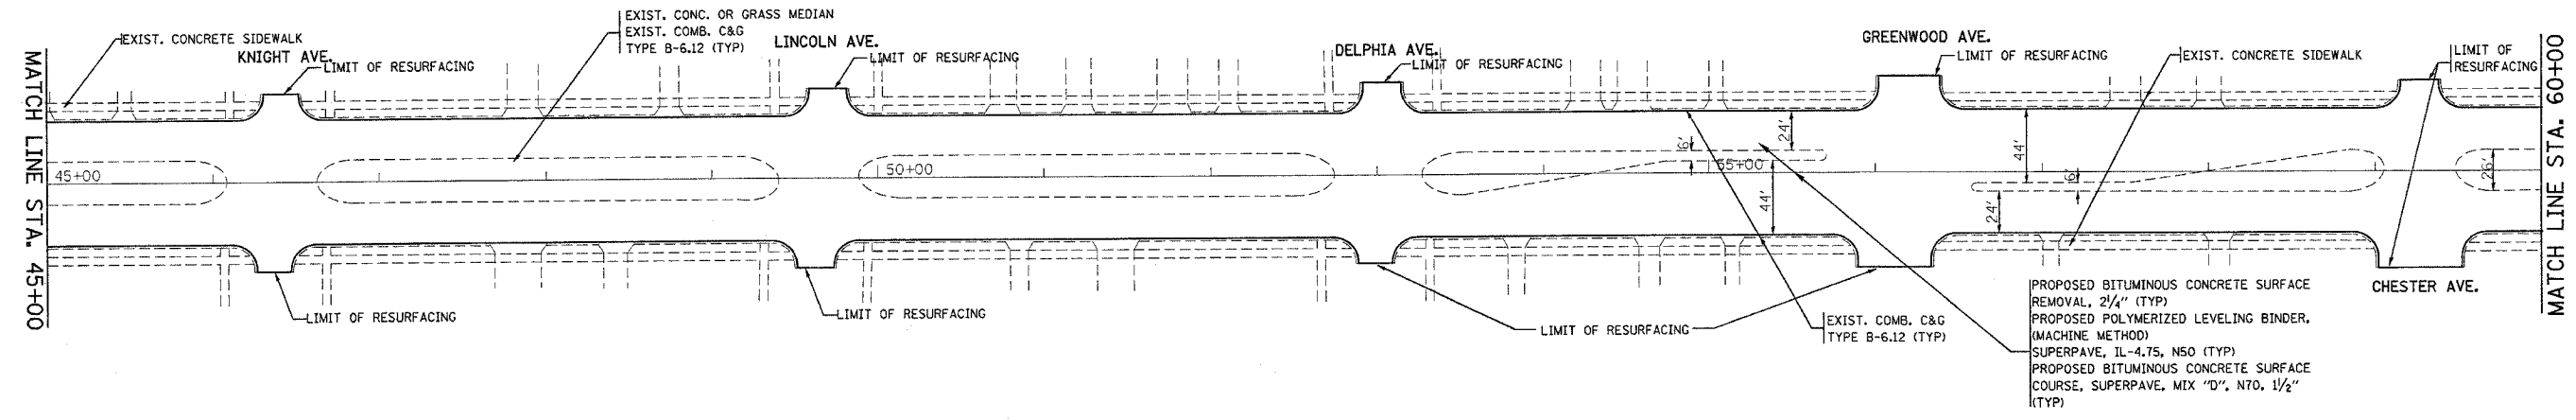 MATCH LINE STA. 45+00
EXIST. CONCRETE SIDEWALK
KNIGHT AVE.
LIMIT OF RESURFACING
EXIST. CONC. OR GRASS MEDIAN
EXIST. COMB. C&G
TYPE B-6.12 (TYP)
LINCOLN AVE.
LIMIT OF RESURFACING
DELPHIA AVE.
LIMIT OF RESURFACING
GREENWOOD AVE.
LIMIT OF RESURFACING
EXIST. CONCRETE SIDEWALK
LIMIT OF
RESURFACING
MATCH LINE STA. 60+00
45+00
50+00
55+00
6'
24'
44'
44'
6'
24'
26'
LIMIT OF RESURFACING
LIMIT OF RESURFACING
LIMIT OF RESURFACING
EXIST. COMB. C&G
TYPE B-6.12 (TYP)
PROPOSED BITUMINOUS CONCRETE SURFACE
REMOVAL, 2 1/4" (TYP)
PROPOSED POLYMERIZED LEVELING BINDER,
(MACHINE METHOD)
SUPERPAVE, IL-4.75, N50 (TYP)
PROPOSED BITUMINOUS CONCRETE SURFACE
COURSE, SUPERPAVE, MIX "D", N70, 1 1/2"
(TYP)
CHESTER AVE.